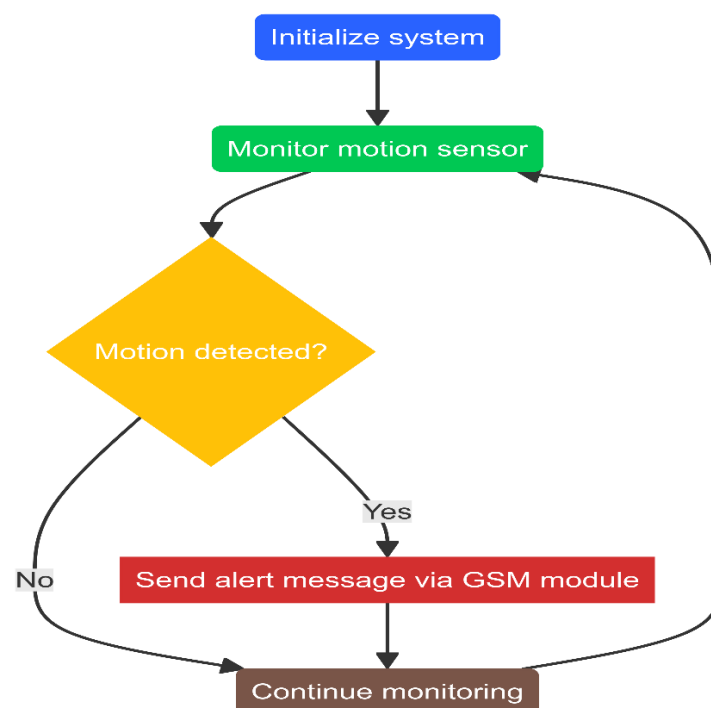 Initialize system
Monitor motion sensor
Motion detected?
Yes
No
Send alert message via GSM module
Continue monitoring